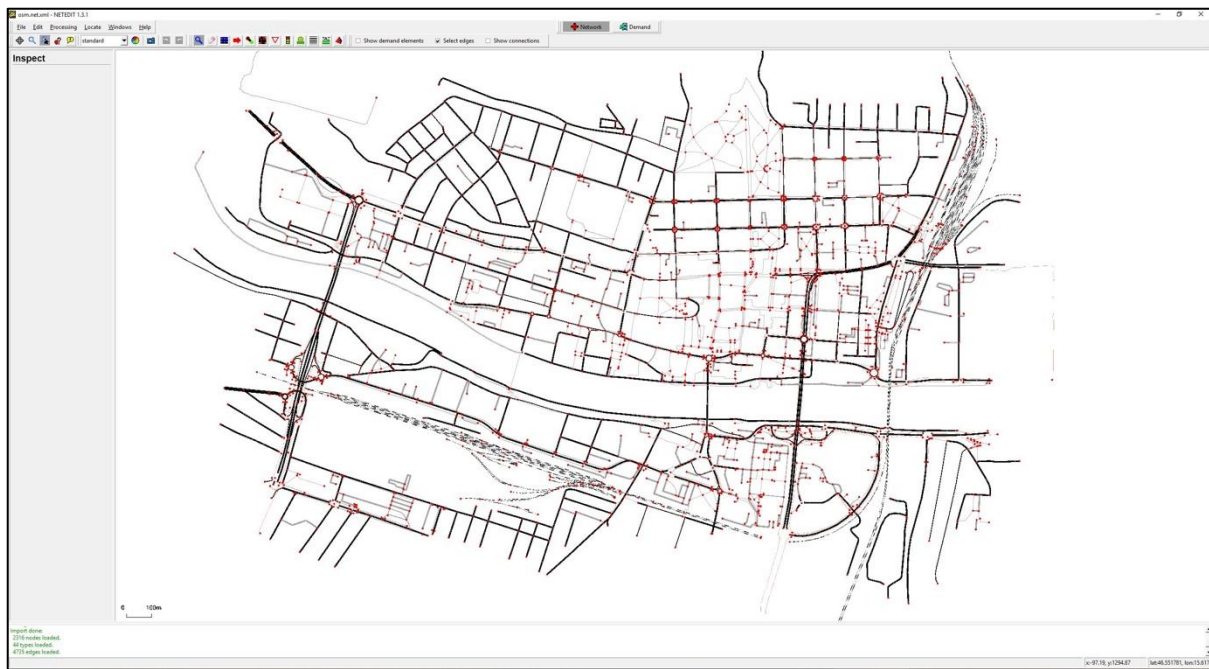 osm.net.xml - NETEDIT 1.3.1
File Edit Processing Locate Windows Help
Network Demand
standard Show demand elements Select edges Show connections
Inspect
0 100m
Import done:
2316 nodes loaded.
44 types loaded.
4735 edges loaded.
x:-97.19, y:1294.87 lat:46.551781, lon:15.617